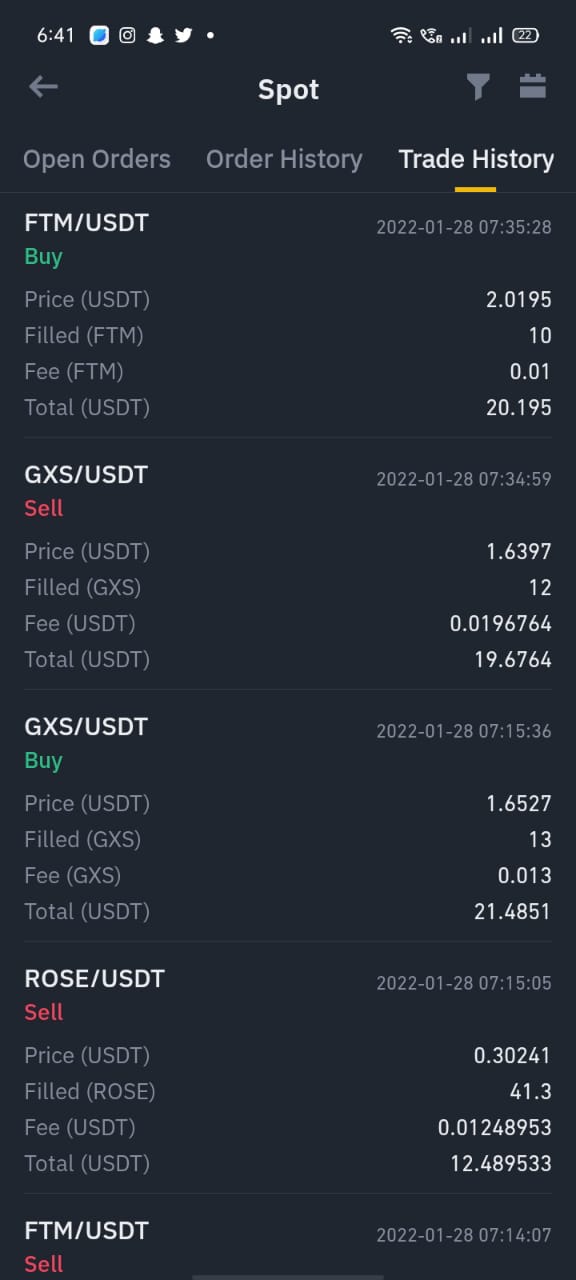 6:41
22
Spot
Open Orders Order History Trade History
FTM/USDT 2022-01-28 07:35:28
Buy
Price (USDT) 2.0195
Filled (FTM) 10
Fee (FTM) 0.01
Total (USDT) 20.195
GXS/USDT 2022-01-28 07:34:59
Sell
Price (USDT) 1.6397
Filled (GXS) 12
Fee (USDT) 0.0196764
Total (USDT) 19.6764
GXS/USDT 2022-01-28 07:15:36
Buy
Price (USDT) 1.6527
Filled (GXS) 13
Fee (GXS) 0.013
Total (USDT) 21.4851
ROSE/USDT 2022-01-28 07:15:05
Sell
Price (USDT) 0.30241
Filled (ROSE) 41.3
Fee (USDT) 0.01248953
Total (USDT) 12.489533
FTM/USDT 2022-01-28 07:14:07
Sell